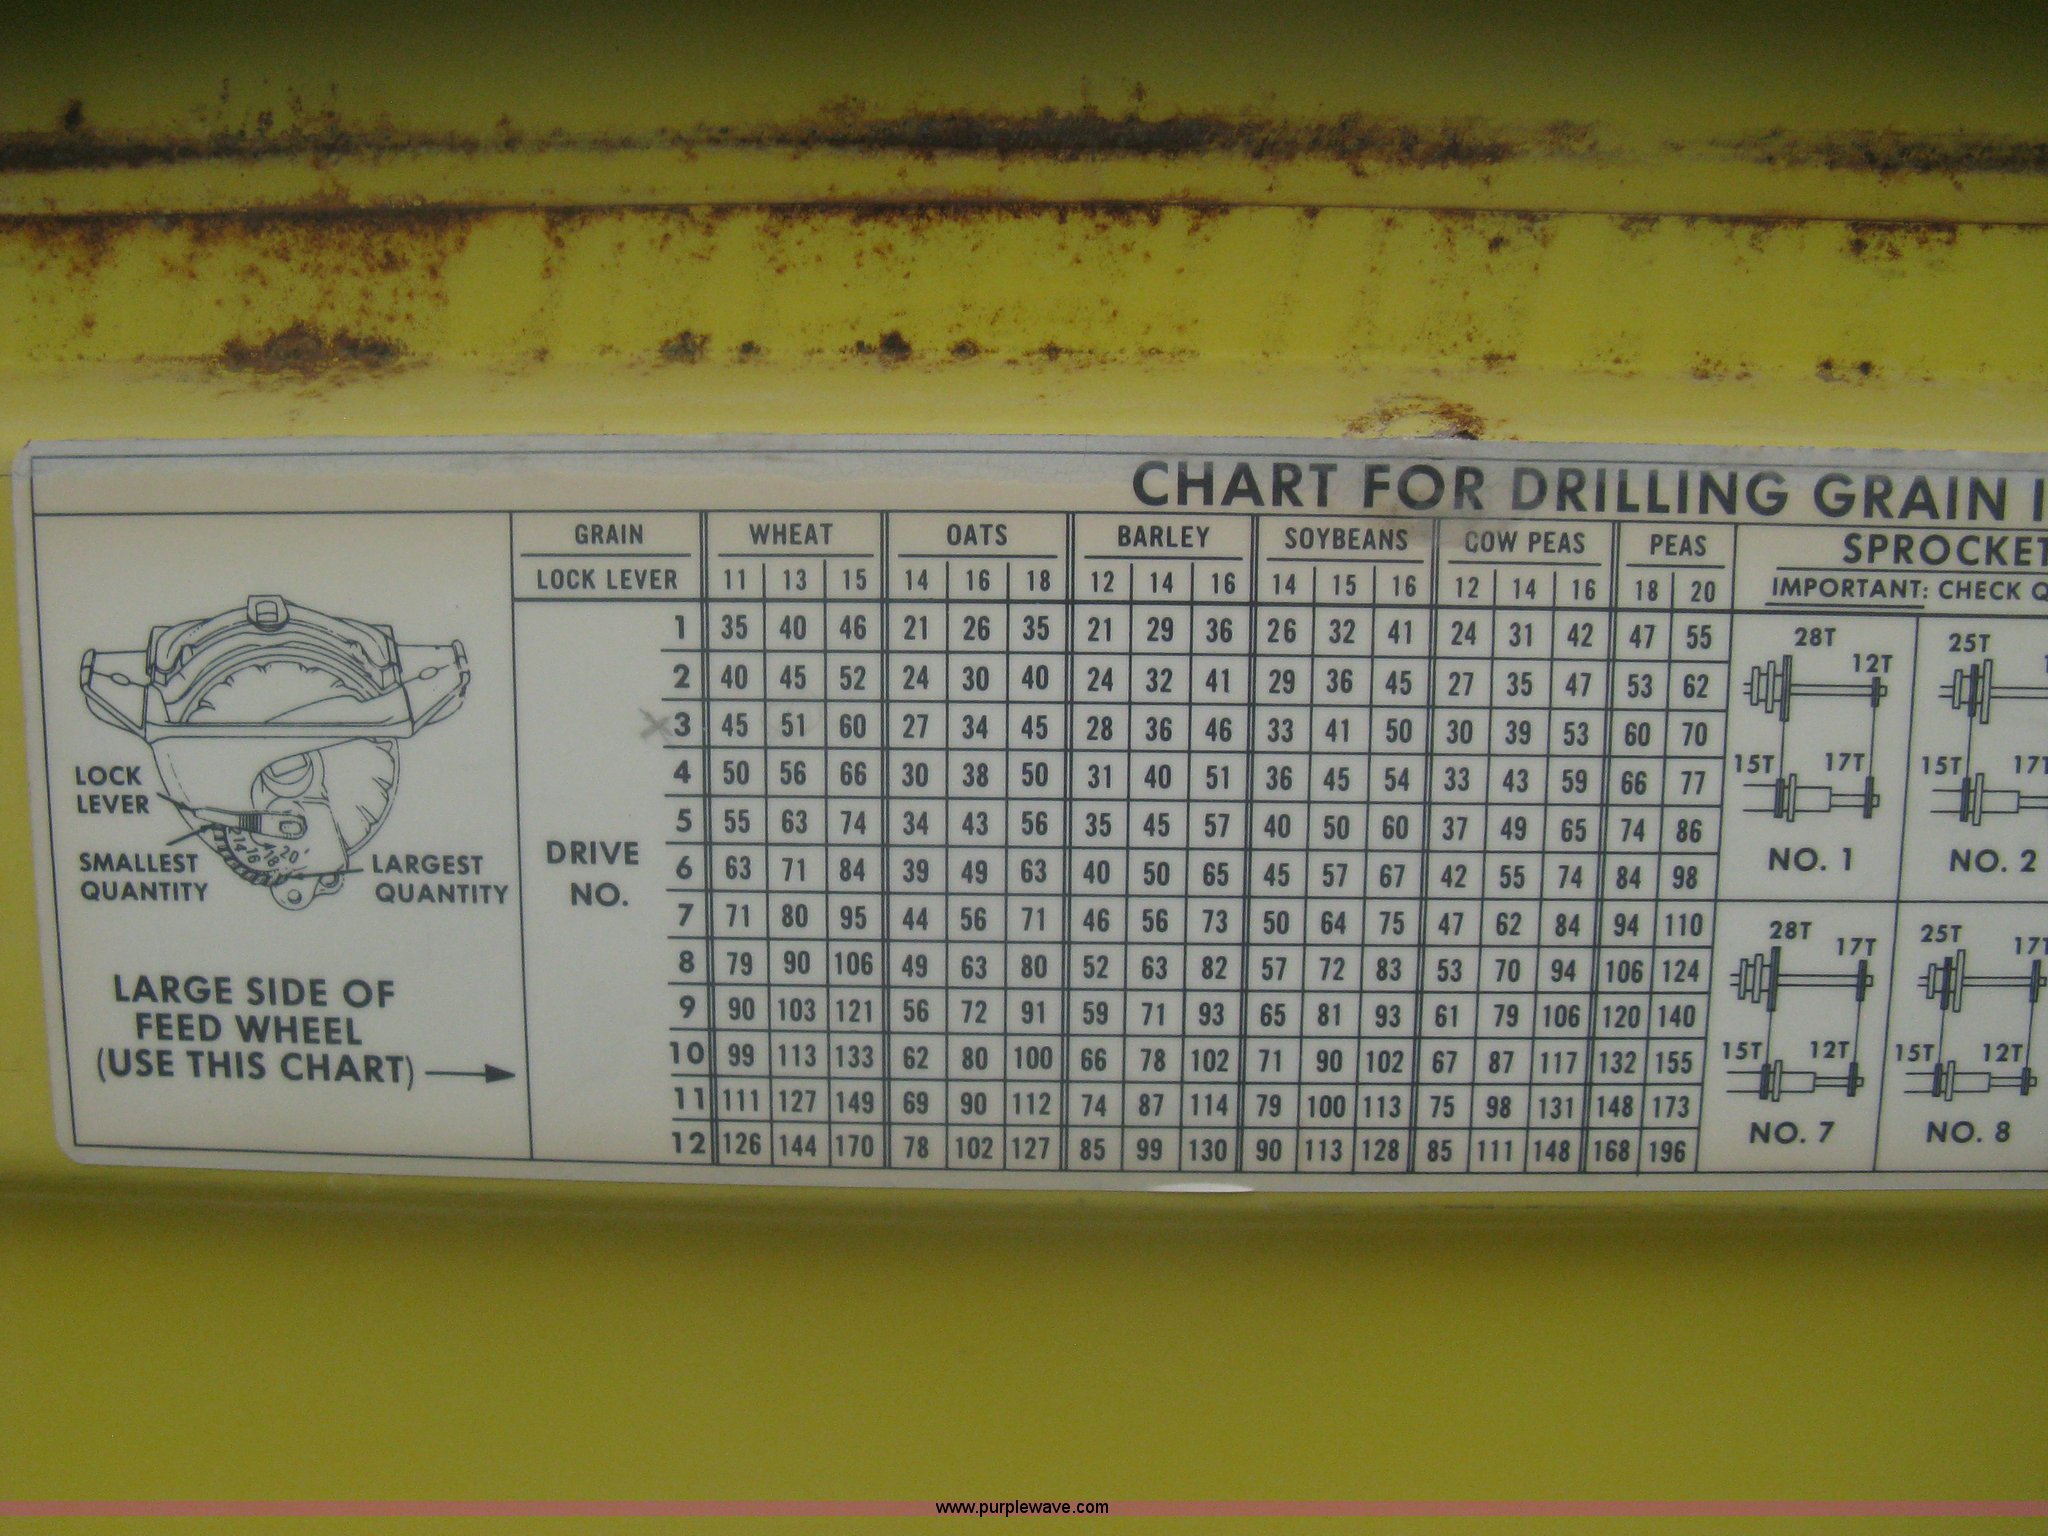 CHART FOR DRILLING GRAIN I
GRAIN WHEAT OATS BARLEY SOYBEANS COW PEAS PEAS SPROCKET
LOCK LEVER 11 13 15 14 16 18 12 14 16 14 15 16 12 14 16 18 20 IMPORTANT: CHECK Q
1 35 40 46 21 26 35 21 29 36 26 32 41 24 31 42 47 55
2 40 45 52 24 30 40 24 32 41 29 36 45 27 35 47 53 62
X 3 45 51 60 27 34 45 28 36 46 33 41 50 30 39 53 60 70
4 50 56 66 30 38 50 31 40 51 36 45 54 33 43 59 66 77
5 55 63 74 34 43 56 35 45 57 40 50 60 37 49 65 74 86
DRIVE
NO.
6 63 71 84 39 49 63 40 50 65 45 57 67 42 55 74 84 98
7 71 80 95 44 56 71 46 56 73 50 64 75 47 62 84 94 110
8 79 90 106 49 63 80 52 63 82 57 72 83 53 70 94 106 124
9 90 103 121 56 72 91 59 71 93 65 81 93 61 79 106 120 140
10 99 113 133 62 80 100 66 78 102 71 90 102 67 87 117 132 155
11 111 127 149 69 90 112 74 87 114 79 100 113 75 98 131 148 173
12 126 144 170 78 102 127 85 99 130 90 113 128 85 111 148 168 196
LOCK
LEVER
14 16 18 20
SMALLEST
QUANTITY
LARGEST
QUANTITY
LARGE SIDE OF
FEED WHEEL
(USE THIS CHART)
28T 12T
15T 17T
NO. 1
25T
15T 17T
NO. 2
28T 17T
15T 12T
NO. 7
25T 17T
15T 12T
NO. 8
www.purplewave.com